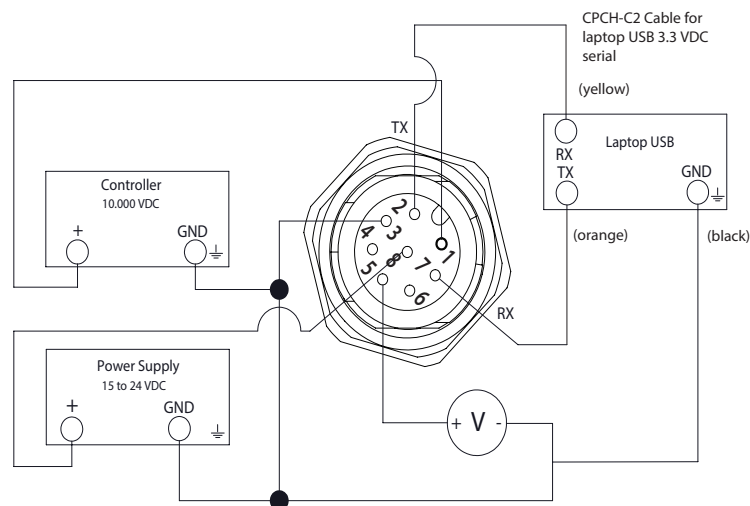 CPCH-C2 Cable for
laptop USB 3.3 VDC
serial
(yellow)
TX
Laptop USB
RX
TX
GND
Controller
10.000 VDC
+
GND
(orange)
(black)
2
3
4
1
8
7
5
6
RX
Power Supply
15 to 24 VDC
+
GND
+ V -